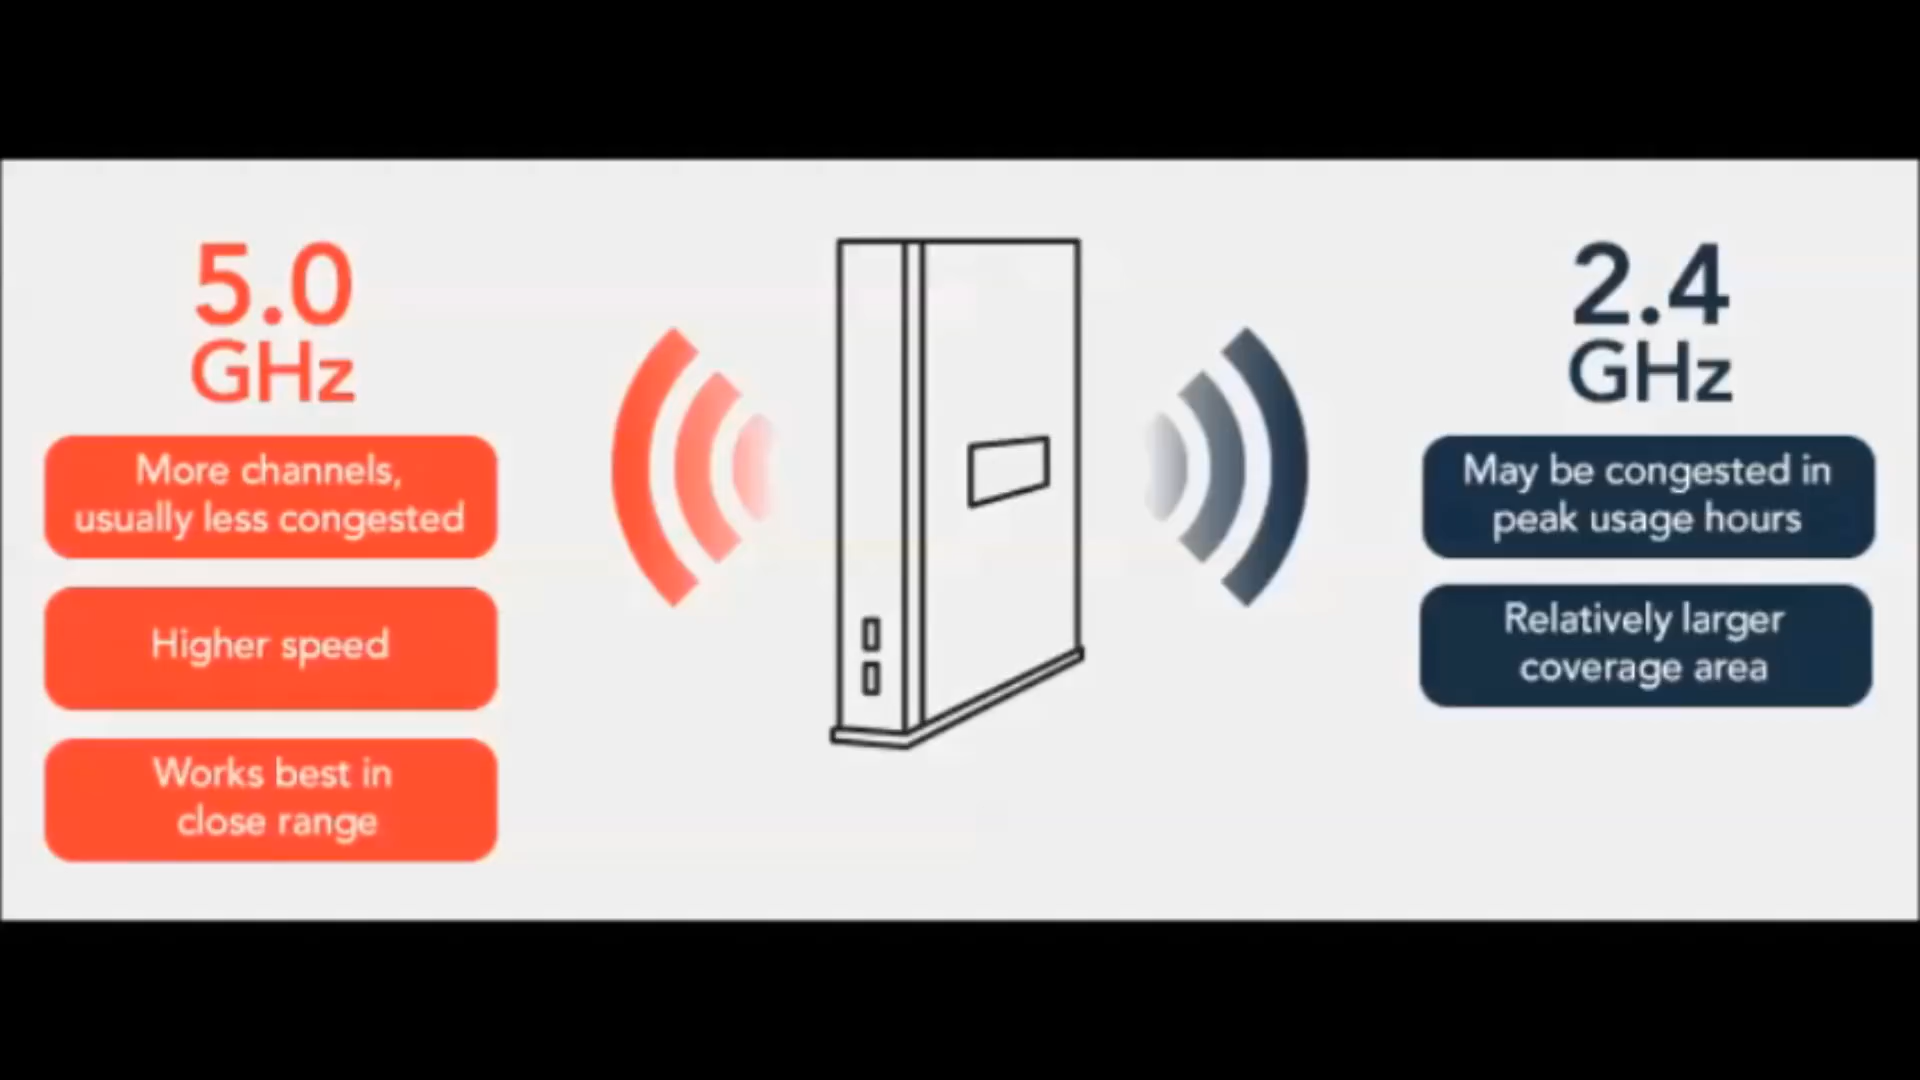 5.0
GHz
More channels,
usually less congested
Higher speed
Works best in
close range
2.4
GHz
May be congested in
peak usage hours
Relatively larger
coverage area